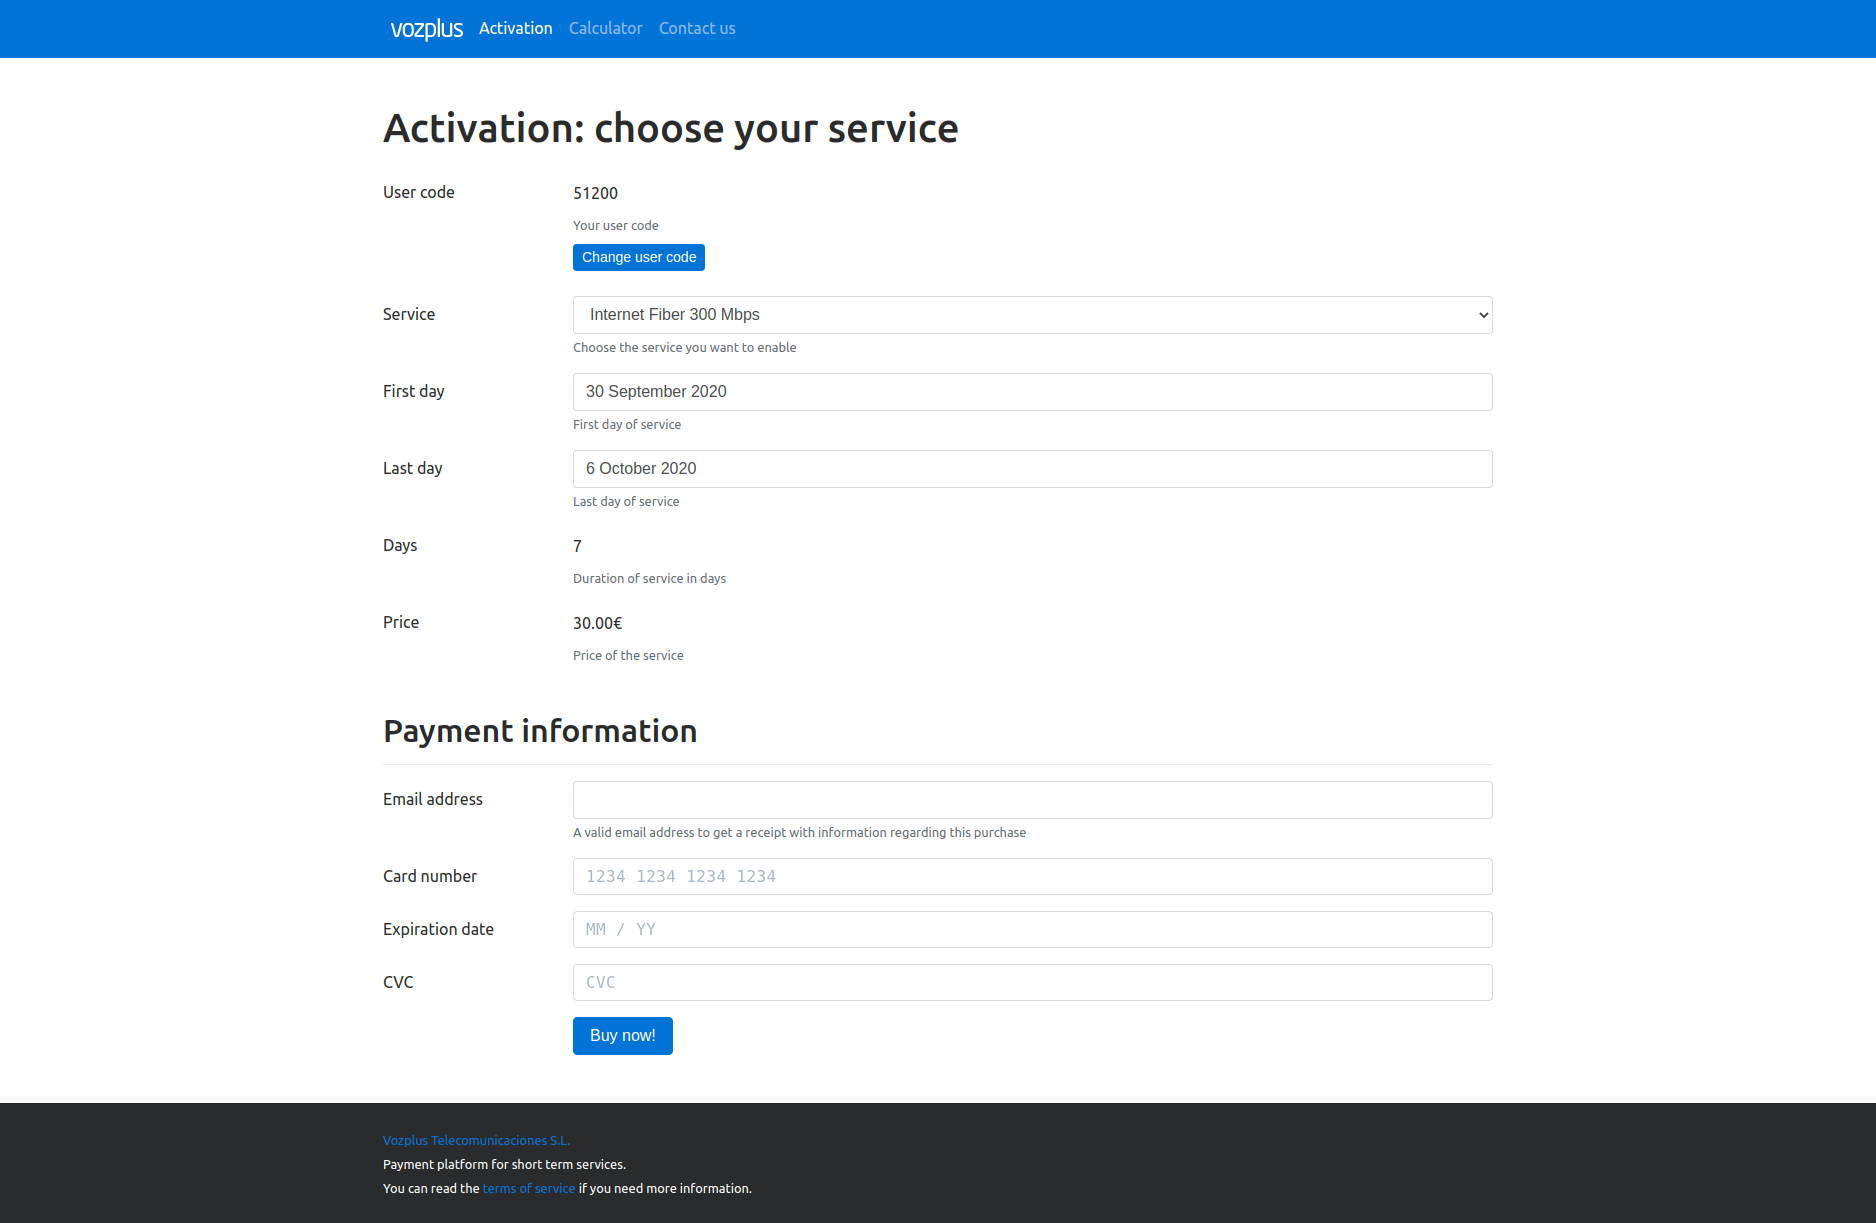 vozplus Activation Calculator Contact us
Activation: choose your service
User code 51200
Your user code
Change user code
Service Internet Fiber 300 Mbps
Choose the service you want to enable
First day 30 September 2020
First day of service
Last day 6 October 2020
Last day of service
Days 7
Duration of service in days
Price 30.00€
Price of the service
Payment information
Email address
A valid email address to get a receipt with information regarding this purchase
Card number 1234 1234 1234 1234
Expiration date MM / YY
CVC CVC
Buy now!
Vozplus Telecomunicaciones S.L.
Payment platform for short term services.
You can read the terms of service if you need more information.